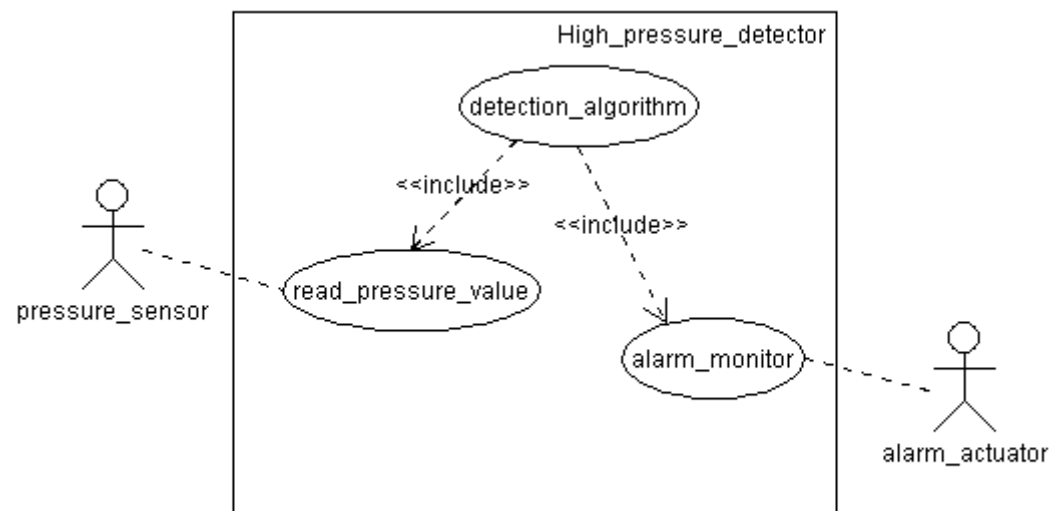 High_pressure_detector
detection_algorithm
<<include>>
<<include>>
pressure_sensor
read_pressure_value
alarm_monitor
alarm_actuator